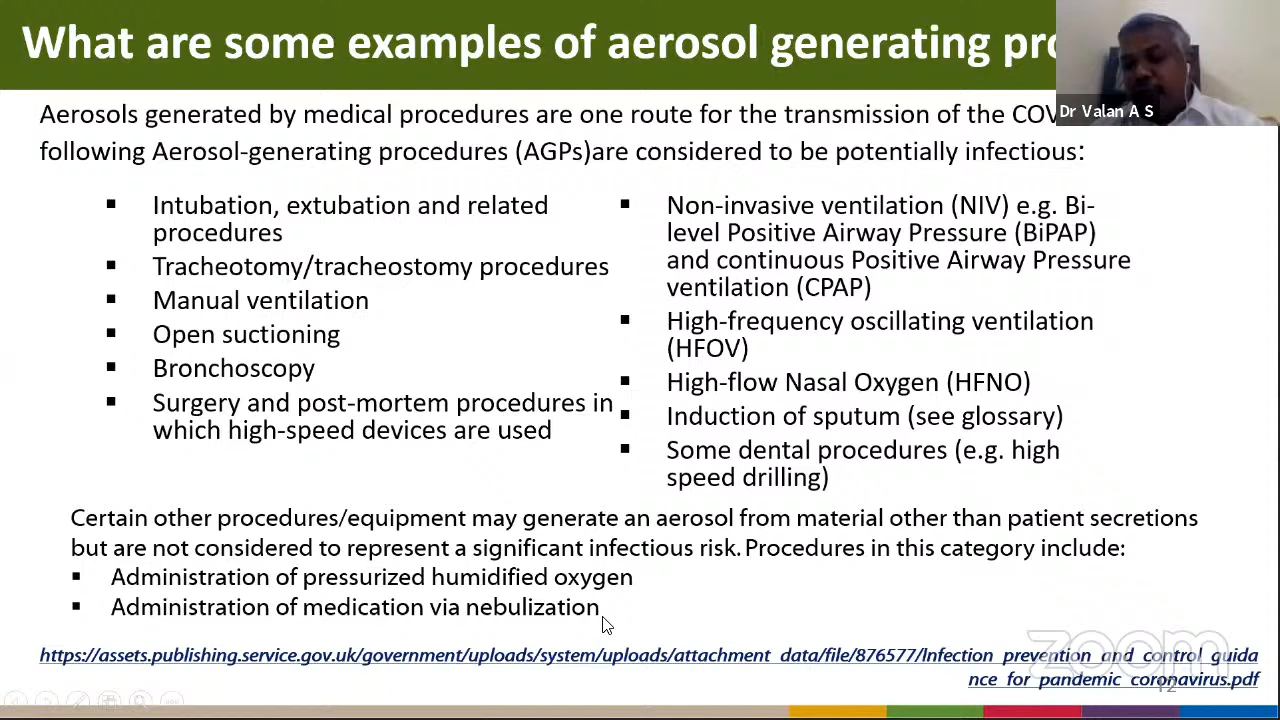 What are some examples of aerosol generating pro
Dr Valan A S
Aerosols generated by medical procedures are one route for the transmission of the COV
following Aerosol-generating procedures (AGPs)are considered to be potentially infectious:
▪ Intubation, extubation and related
procedures
▪ Tracheotomy/tracheostomy procedures
▪ Manual ventilation
▪ Open suctioning
▪ Bronchoscopy
▪ Surgery and post-mortem procedures in
which high-speed devices are used
▪ Non-invasive ventilation (NIV) e.g. Bi-
level Positive Airway Pressure (BiPAP)
and continuous Positive Airway Pressure
ventilation (CPAP)
▪ High-frequency oscillating ventilation
(HFOV)
▪ High-flow Nasal Oxygen (HFNO)
▪ Induction of sputum (see glossary)
▪ Some dental procedures (e.g. high
speed drilling)
Certain other procedures/equipment may generate an aerosol from material other than patient secretions
but are not considered to represent a significant infectious risk. Procedures in this category include:
▪ Administration of pressurized humidified oxygen
▪ Administration of medication via nebulization
https://assets.publishing.service.gov.uk/government/uploads/system/uploads/attachment_data/file/876577/Infection_prevention_and_control_guida
nce_for_pandemic_coronavirus.pdf
zoom
12